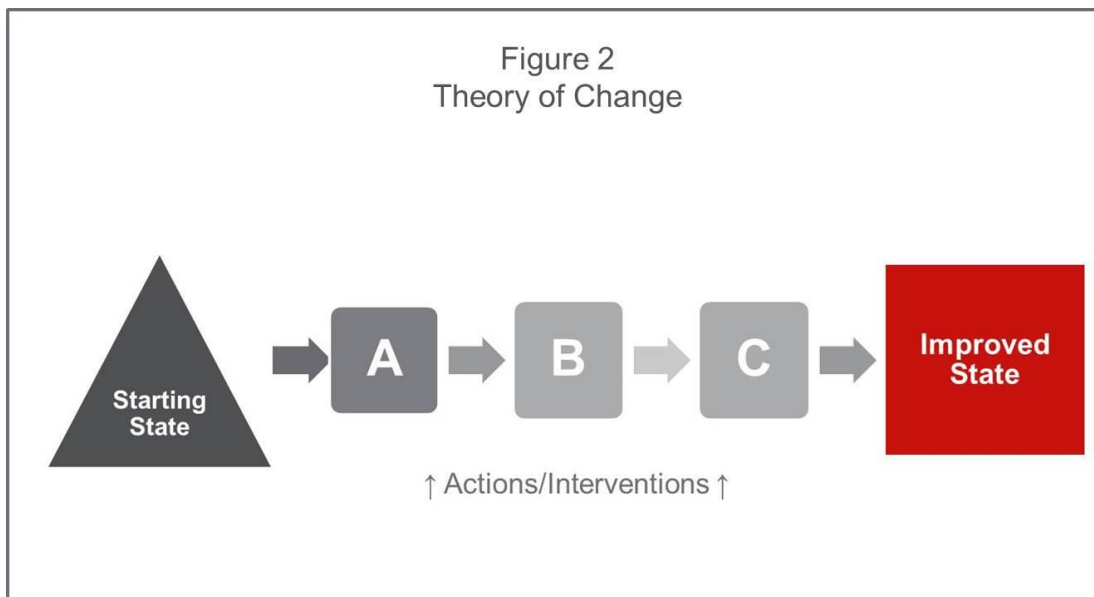 Figure 2
Theory of Change
Starting
State
A
B
C
Improved
State
↑ Actions/Interventions ↑